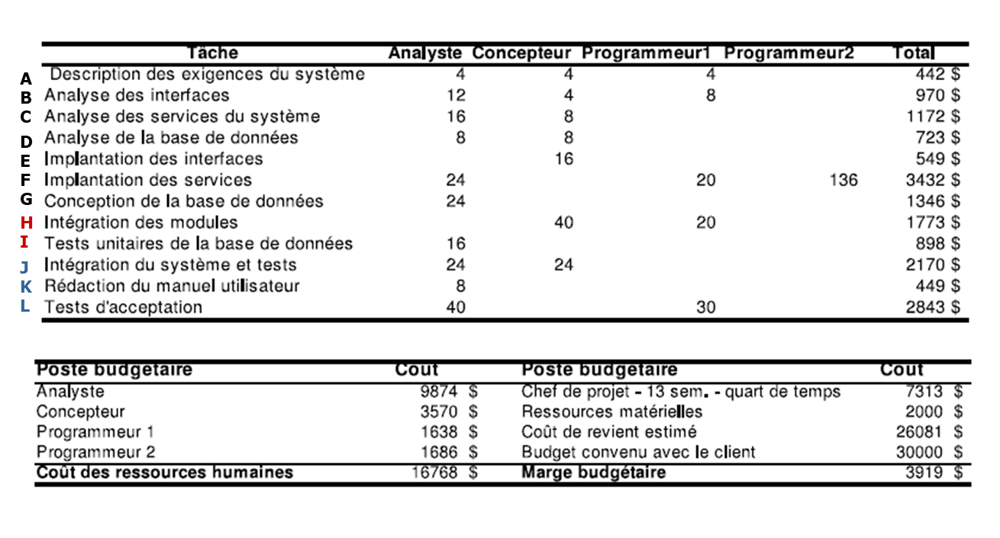 Tâche Analyste Concepteur Programmeur1 Programmeur2 Total
A Description des exigences du système 4 4 4 442 $
B Analyse des interfaces 12 4 8 970 $
C Analyse des services du système 16 8 1172 $
D Analyse de la base de données 8 8 723 $
E Implantation des interfaces 16 549 $
F Implantation des services 24 20 136 3432 $
G Conception de la base de données 24 1346 $
H Intégration des modules 40 20 1773 $
I Tests unitaires de la base de données 16 898 $
J Intégration du système et tests 24 24 2170 $
K Rédaction du manuel utilisateur 8 449 $
L Tests d'acceptation 40 30 2843 $
Poste budgétaire Coût Poste budgétaire Coût
Analyste 9874 $ Chef de projet - 13 sem. - quart de temps 7313 $
Concepteur 3570 $ Ressources matérielles 2000 $
Programmeur 1 1638 $ Coût de revient estimé 26081 $
Programmeur 2 1686 $ Budget convenu avec le client 30000 $
Coût des ressources humaines 16768 $ Marge budgétaire 3919 $